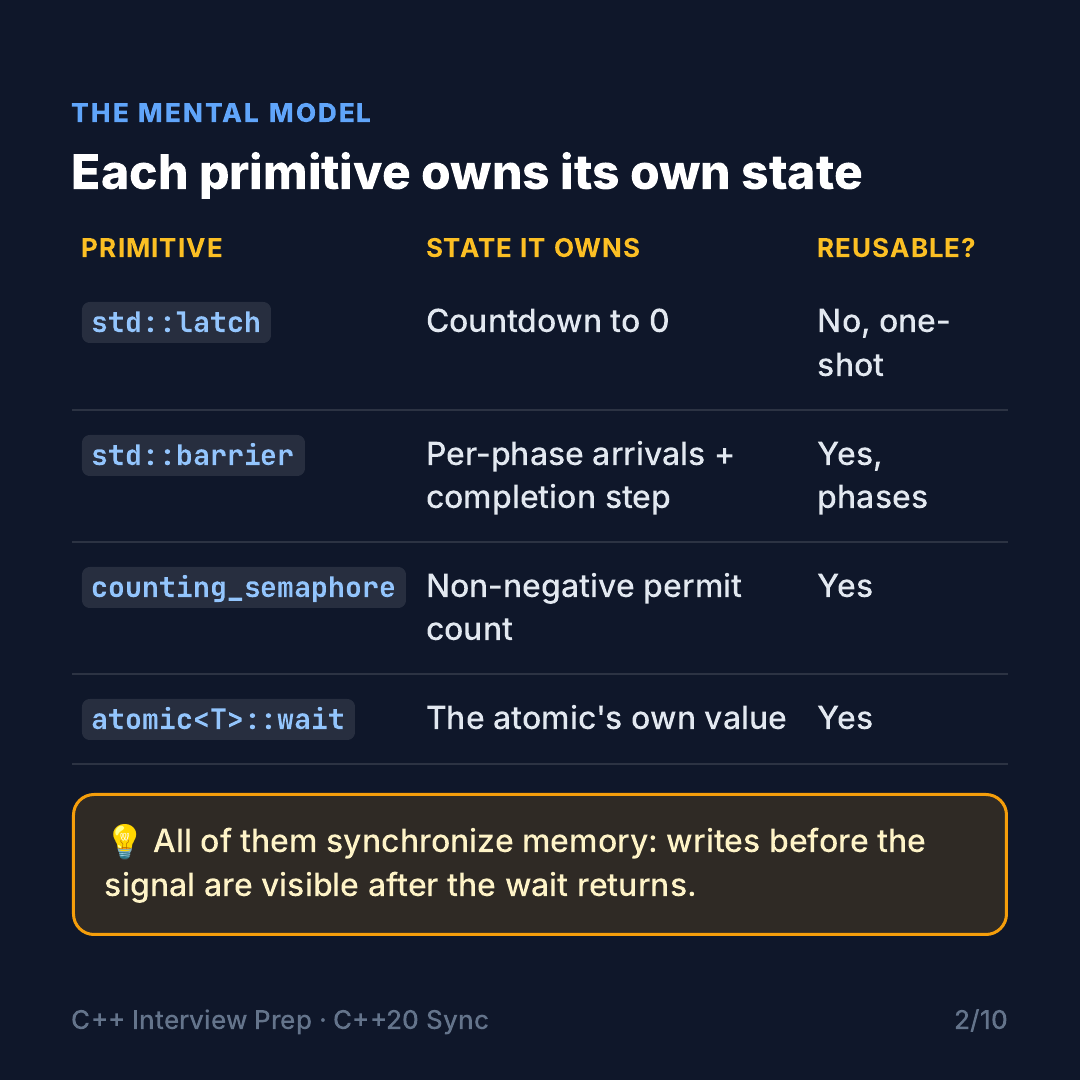 THE MENTAL MODEL
Each primitive owns its own state
PRIMITIVE STATE IT OWNS REUSABLE?
std::latch Countdown to 0 No, one-
shot
std::barrier Per-phase arrivals + Yes,
completion step phases
counting_semaphore Non-negative permit Yes
count
atomic<T>::wait The atomic's own value Yes
💡 All of them synchronize memory: writes before the
signal are visible after the wait returns.
C++ Interview Prep · C++20 Sync 2/10